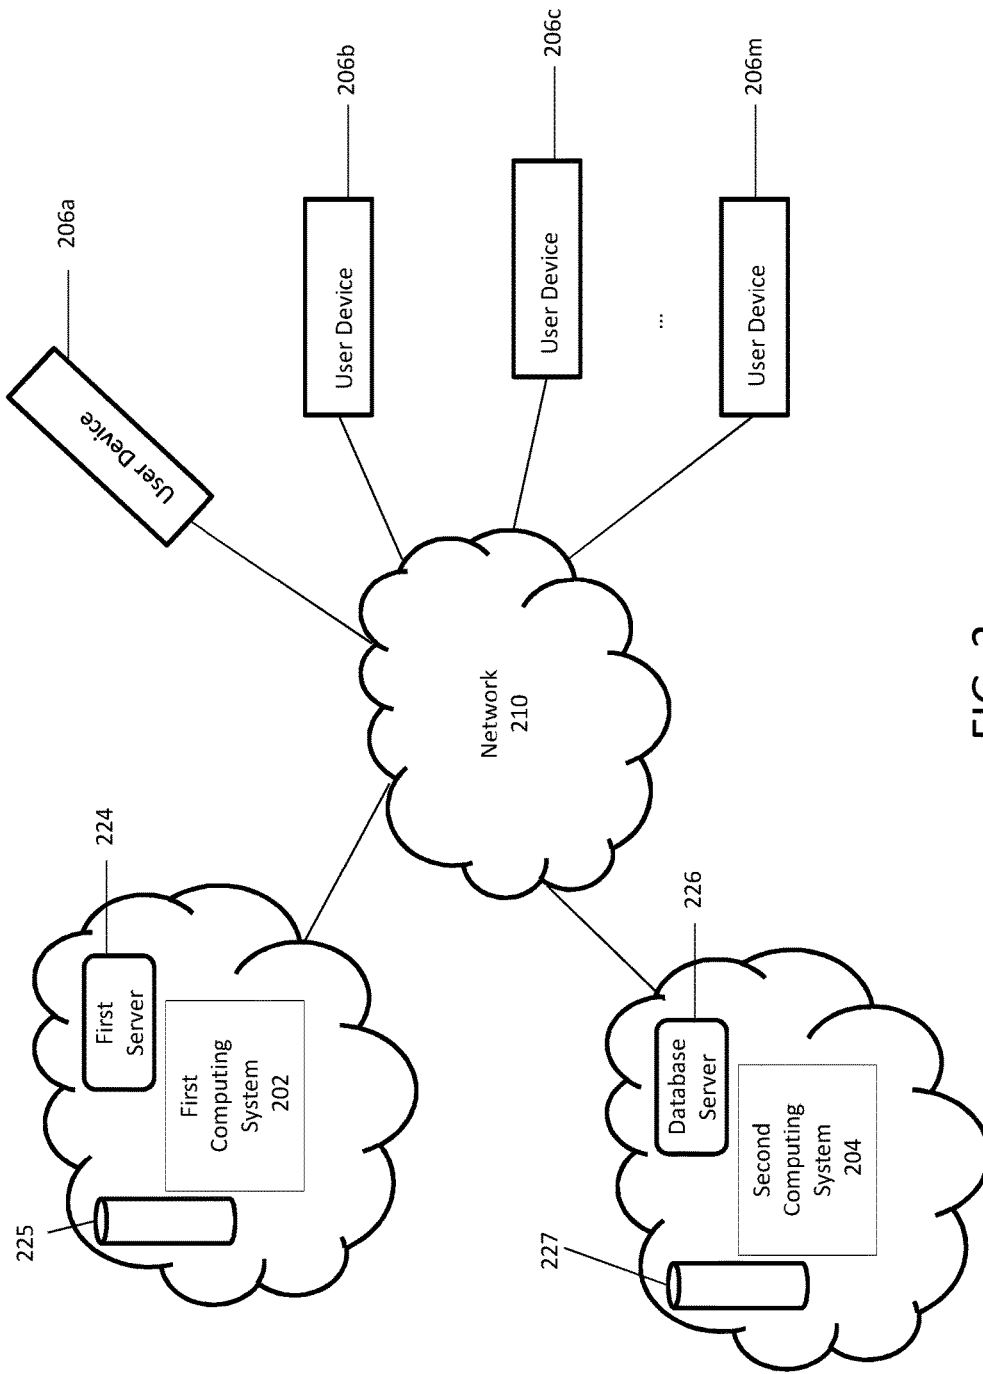 225
224
First
Server
First
Computing
System
202
206a
User Device
206b
User Device
Network
210
206c
User Device
...
206m
User Device
227
226
Database
Server
Second
Computing
System
204
FIG.